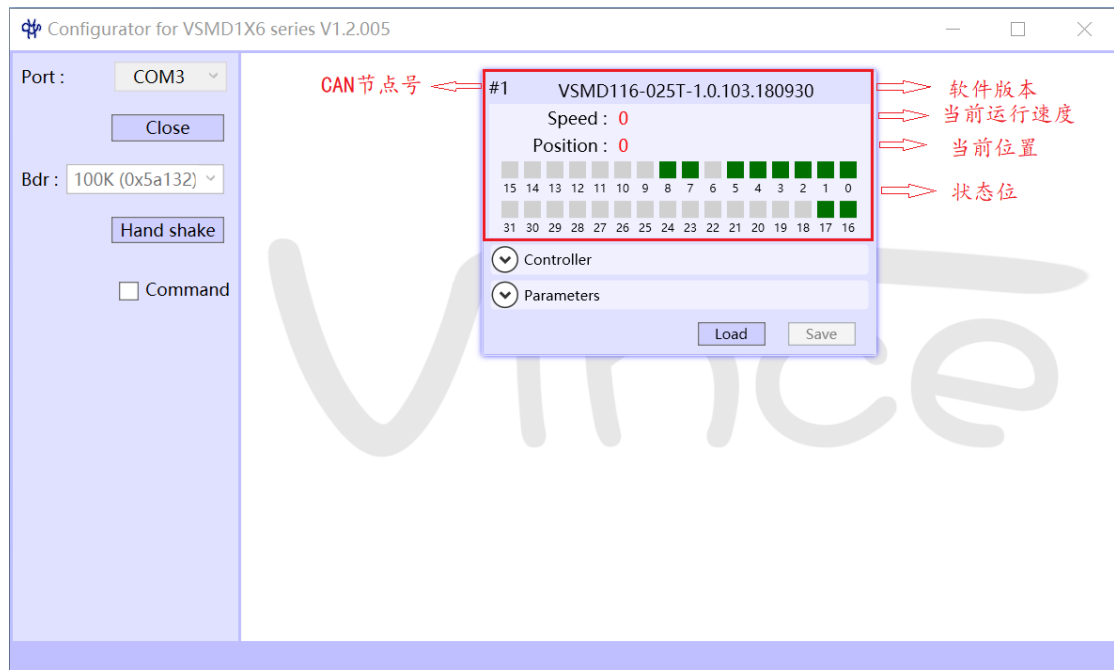 Configurator for VSMD1X6 series V1.2.005
Port :
COM3
Close
Bdr :
100K (0x5a132)
Hand shake
Command
CAN节点号
#1
VSMD116-025T-1.0.103.180930
软件版本
Speed : 0
当前运行速度
Position : 0
当前位置
15 14 13 12 11 10 9 8 7 6 5 4 3 2 1 0
状态位
31 30 29 28 27 26 25 24 23 22 21 20 19 18 17 16
Controller
Parameters
Load
Save
Vince